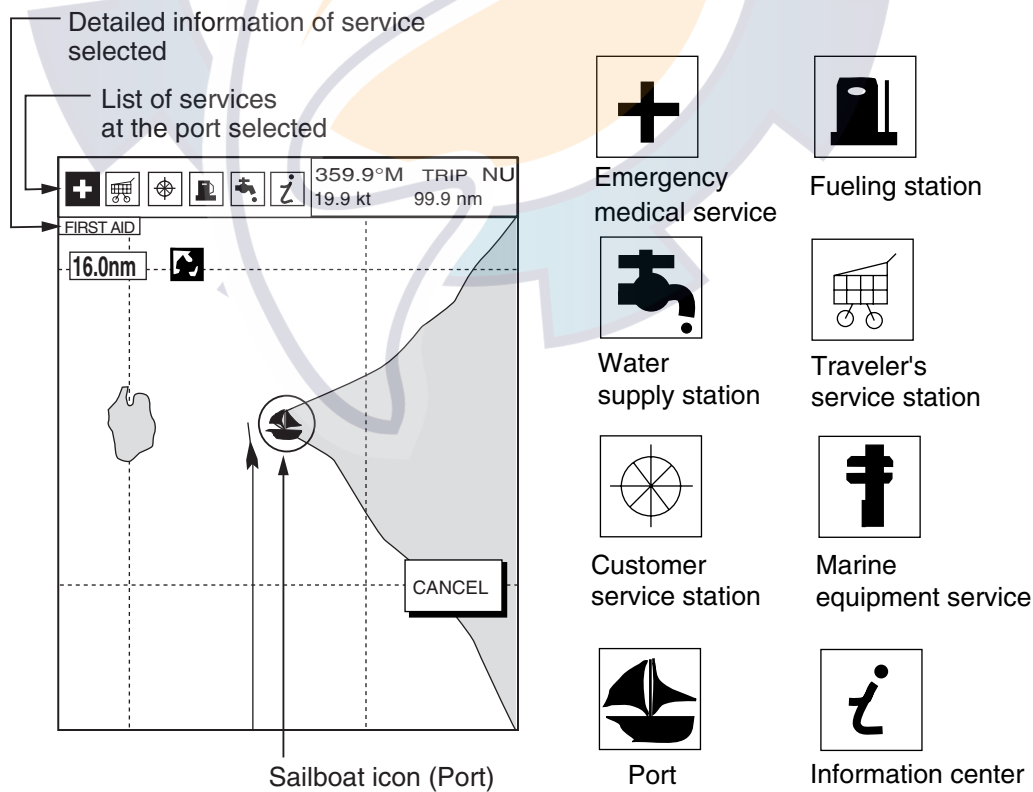 Detailed information of service
selected
List of services
at the port selected
359.9°M TRIP NU
19.9 kt 99.9 nm
FIRST AID
16.0nm
CANCEL
Sailboat icon (Port)
Emergency
medical service
Fueling station
Water
supply station
Traveler's
service station
Customer
service station
Marine
equipment service
Port
Information center